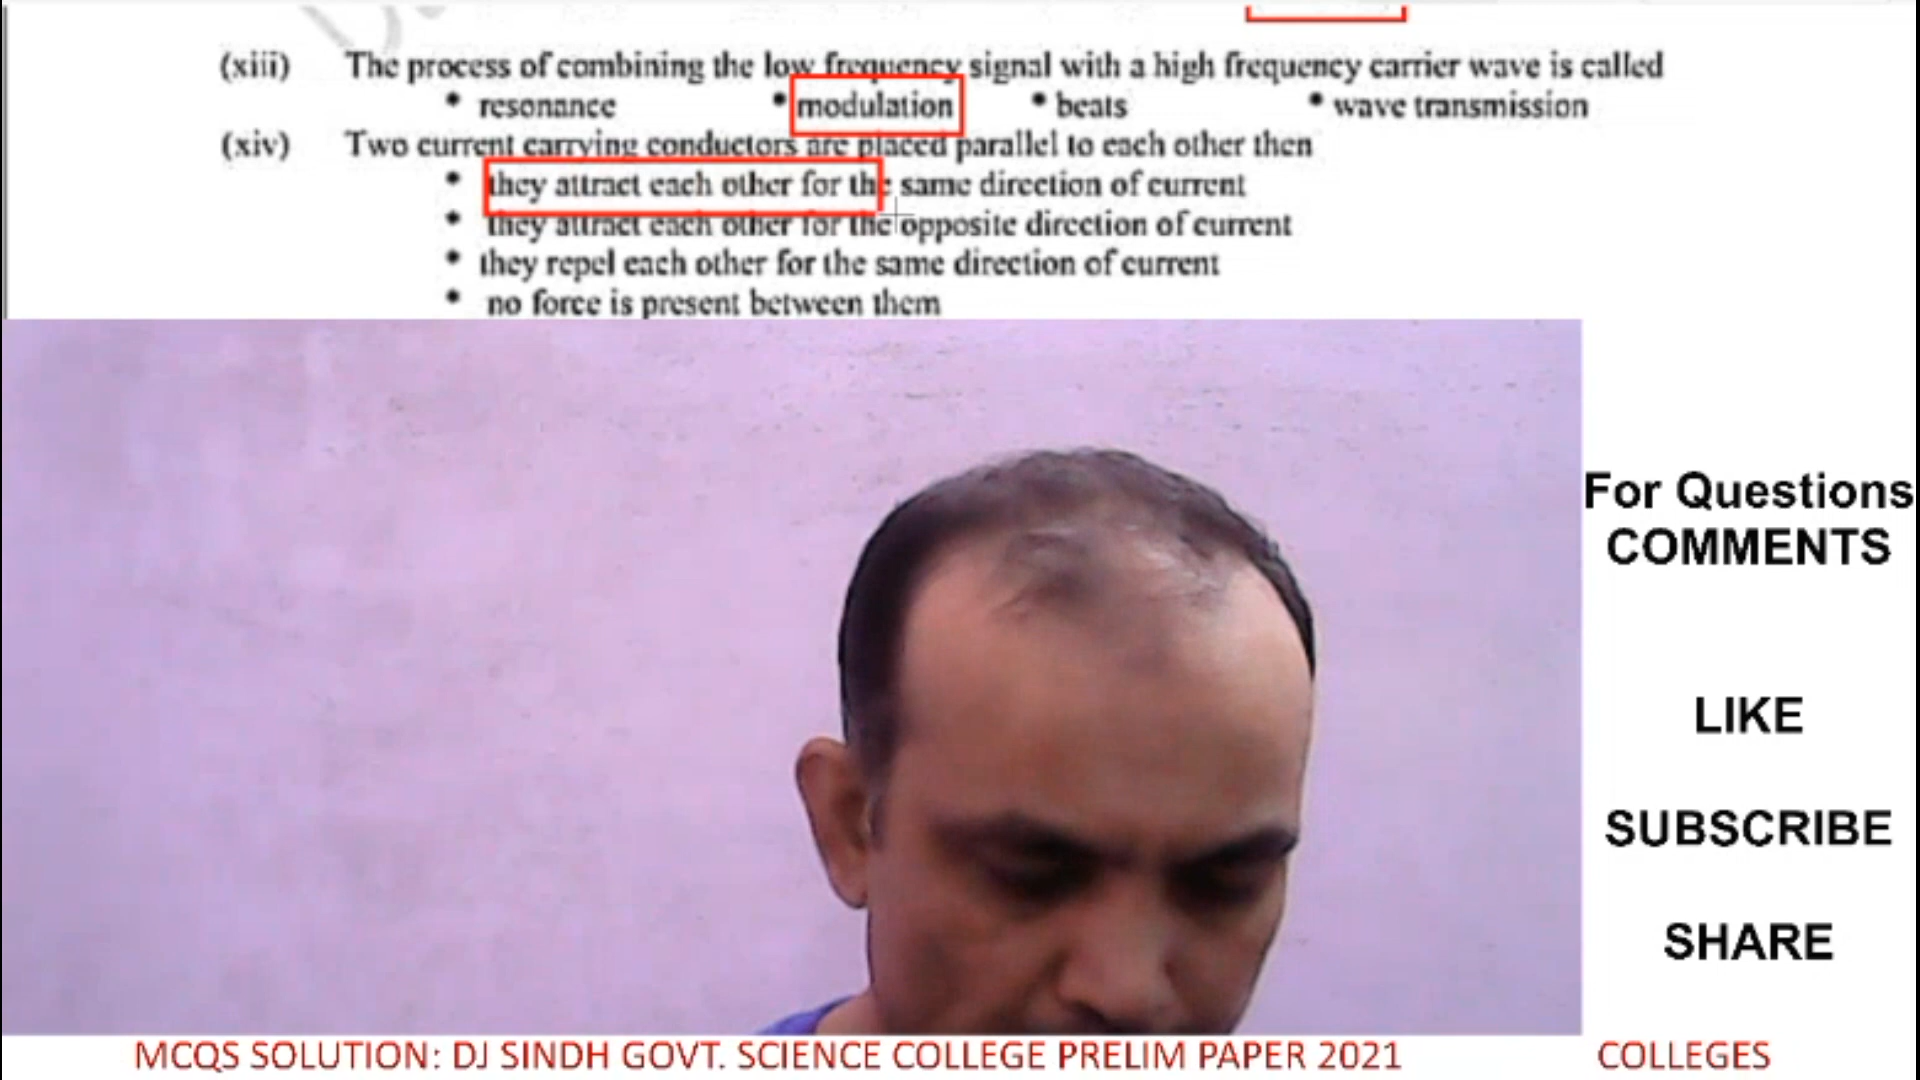 (xiii) The process of combining the low frequency signal with a high frequency carrier wave is called
• resonance • modulation • beats • wave transmission
(xiv) Two current carrying conductors are placed parallel to each other then
• they attract each other for the same direction of current
• they attract each other for the opposite direction of current
• they repel each other for the same direction of current
• no force is present between them
For Questions
COMMENTS
LIKE
SUBSCRIBE
SHARE
MCQS SOLUTION: DJ SINDH GOVT. SCIENCE COLLEGE PRELIM PAPER 2021 COLLEGES